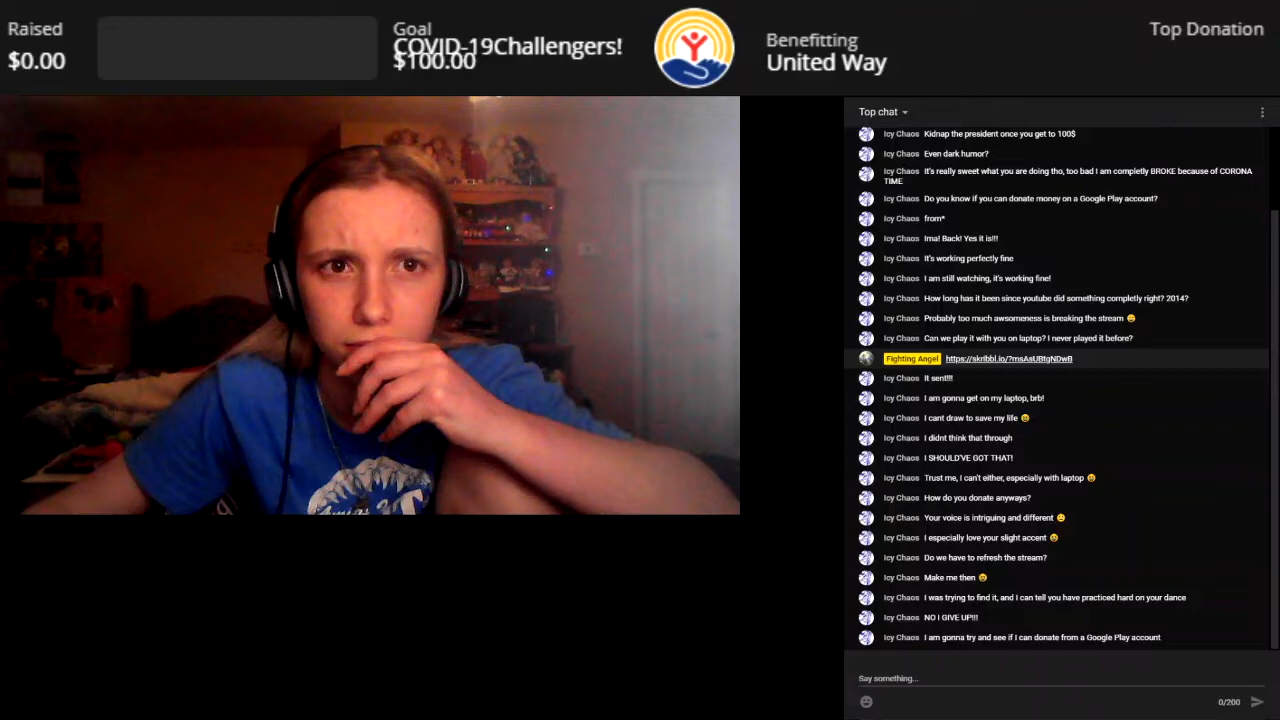 Raised
$0.00
Goal
COVID-19Challengers!
$100.00
Benefitting
United Way
Top Donation
Top chat
Icy Chaos Kidnap the president once you get to 100$
Icy Chaos Even dark humor?
Icy Chaos It's really sweet what you are doing tho, too bad I am completly BROKE because of CORONA
TIME
Icy Chaos Do you know if you can donate money on a Google Play account?
Icy Chaos from*
Icy Chaos Ima! Back! Yes it is!!!
Icy Chaos It's working perfectly fine
Icy Chaos I am still watching, it's working fine!
Icy Chaos How long has it been since youtube did something completly right? 2014?
Icy Chaos Probably too much awsomeness is breaking the stream 😩
Icy Chaos Can we play it with you on laptop? I never played it before?
Fighting Angel https://skribbl.io/?msAsUBtgNDwB
Icy Chaos It sent!!!
Icy Chaos I am gonna get on my laptop, brb!
Icy Chaos I cant draw to save my life
Icy Chaos I didnt think that through
Icy Chaos I SHOULD'VE GOT THAT!
Icy Chaos Trust me, I can't either, especially with laptop
Icy Chaos How do you donate anyways?
Icy Chaos Your voice is intriguing and different
Icy Chaos I especially love your slight accent
Icy Chaos Do we have to refresh the stream?
Icy Chaos Make me then
Icy Chaos I was trying to find it, and I can tell you have practiced hard on your dance
Icy Chaos NO I GIVE UP!!!
Icy Chaos I am gonna try and see if I can donate from a Google Play account
Say something...
0/200